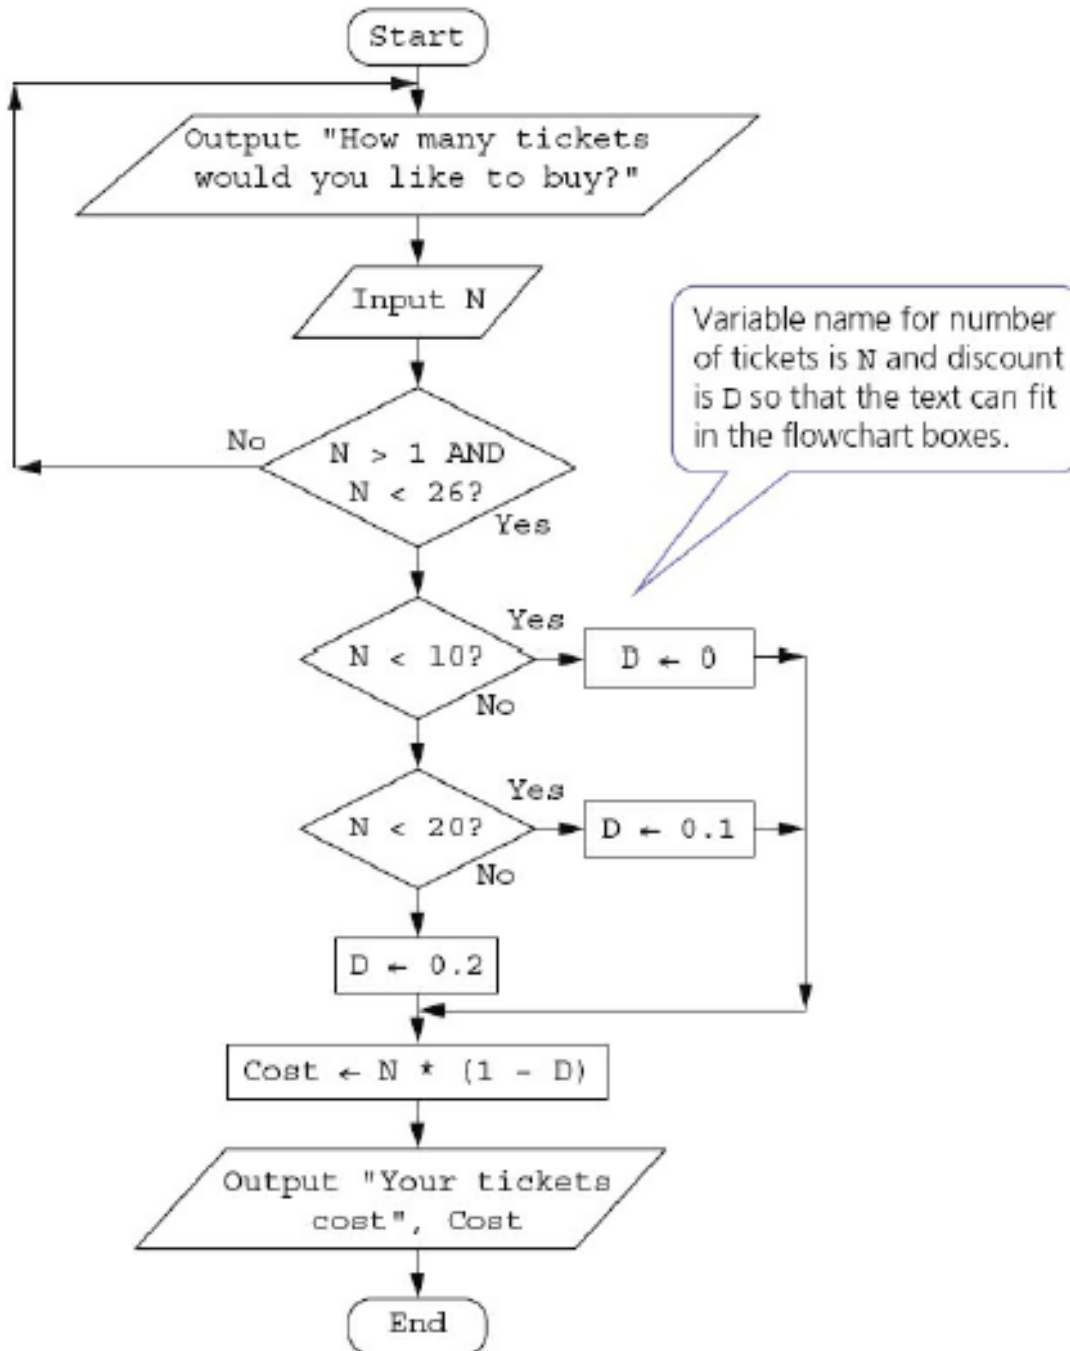 Start
Output "How many tickets
would you like to buy?"
Input N
Variable name for number
of tickets is N and discount
is D so that the text can fit
in the flowchart boxes.
No
N > 1 AND
N < 26?
Yes
N < 10?
Yes
D ← 0
No
N < 20?
Yes
D ← 0.1
No
D ← 0.2
Cost ← N * (1 - D)
Output "Your tickets
cost", Cost
End